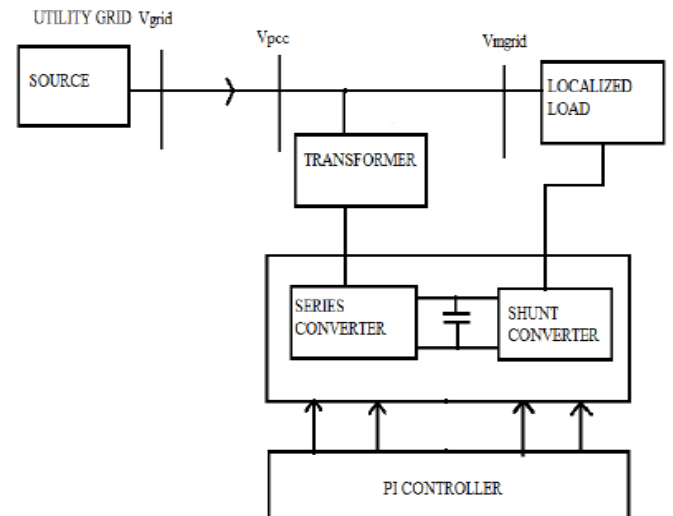 UTILITY GRID Vgrid
Vpcc
Vmgrid
SOURCE
LOCALIZED
LOAD
TRANSFORMER
SERIES
CONVERTER
SHUNT
CONVERTER
PI CONTROLLER